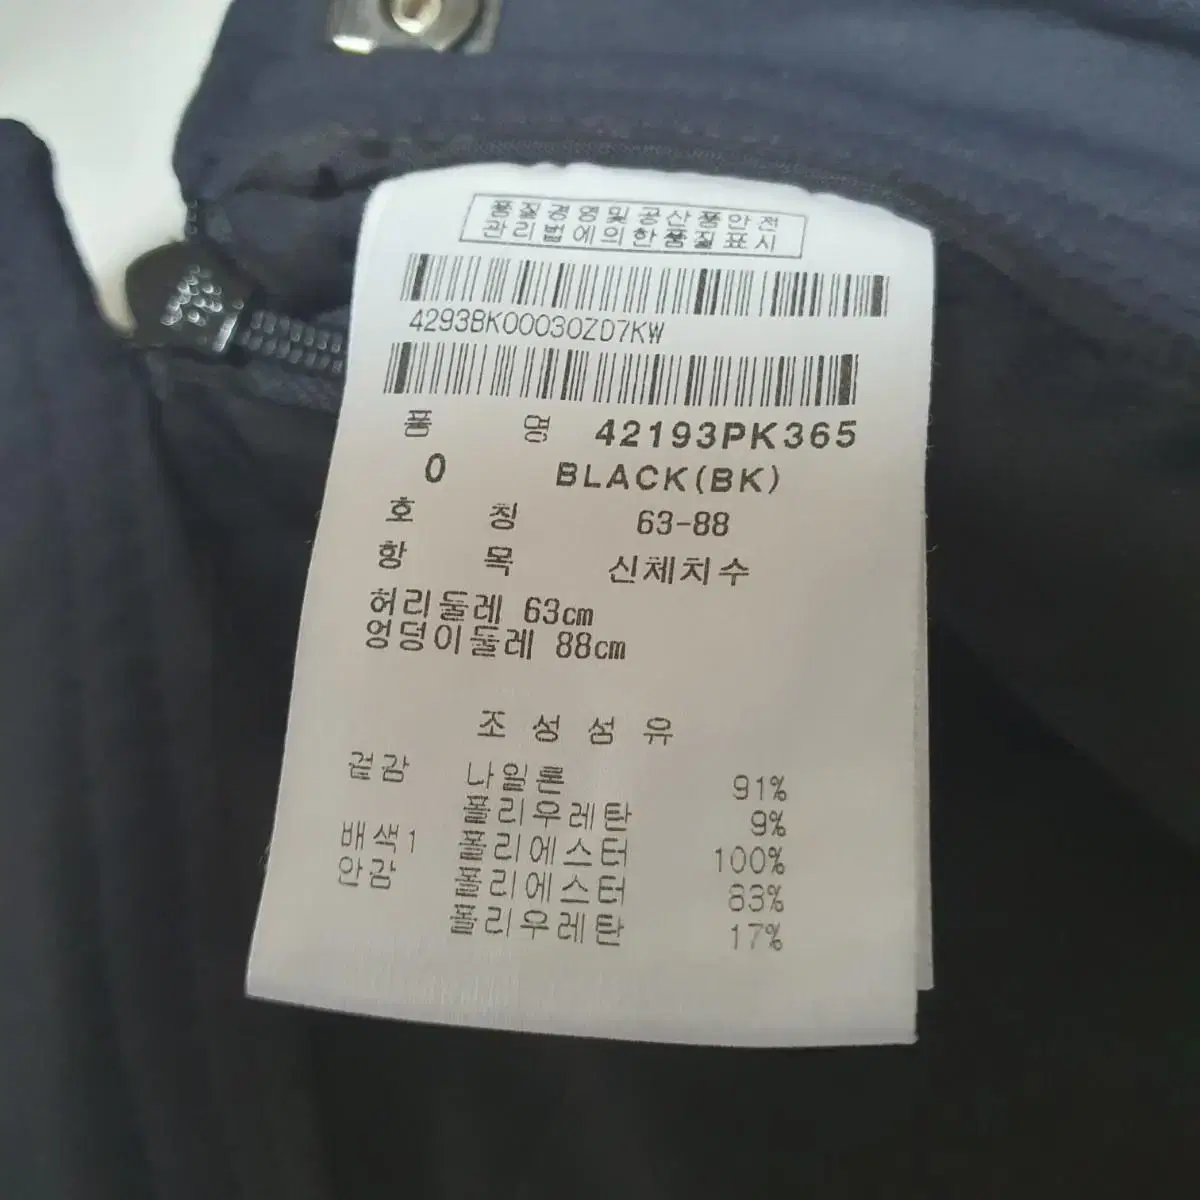 품질경영및공산품안전
관리법에의한품질표시
4293BK00030ZD7KW
품 명 42193PK365
0 BLACK(BK)
호 칭 63-88
항 목 신체치수
허리둘레 63cm
엉덩이둘레 88cm
조 성 섬 유
겉감 나일론 91%
폴리우레탄 9%
배색1 폴리에스터 100%
안감 폴리에스터 83%
폴리우레탄 17%